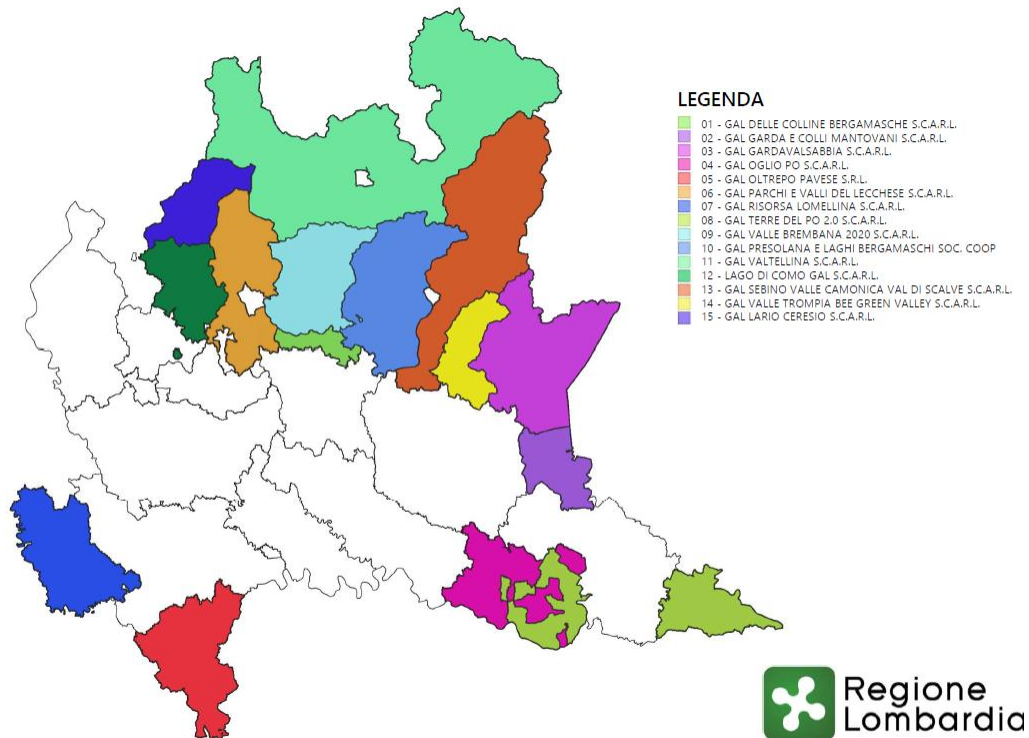 LEGENDA
01 - GAL DELLE COLLINE BERGAMASCHE S.C.A.R.L.
02 - GAL GARDA E COLLI MANTOVANI S.C.A.R.L.
03 - GAL GARDAVALSABBIA S.C.A.R.L.
04 - GAL OGLIO PO S.C.A.R.L.
05 - GAL OLTREPO PAVESE S.R.L.
06 - GAL PARCHI E VALLI DEL LECCHESE S.C.A.R.L.
07 - GAL RISORSA LOMELLINA S.C.A.R.L.
08 - GAL TERRE DEL PO 2.0 S.C.A.R.L.
09 - GAL VALLE BREMBANA 2020 S.C.A.R.L.
10 - GAL PRESOLANA E LAGHI BERGAMASCHI SOC. COOP
11 - GAL VALTELLINA S.C.A.R.L.
12 - LAGO DI COMO GAL S.C.A.R.L.
13 - GAL SEBINO VALLE CAMONICA VAL DI SCALVE S.C.A.R.L.
14 - GAL VALLE TROMPIA BEE GREEN VALLEY S.C.A.R.L.
15 - GAL LARIO CERESIO S.C.A.R.L.
Regione
Lombardia